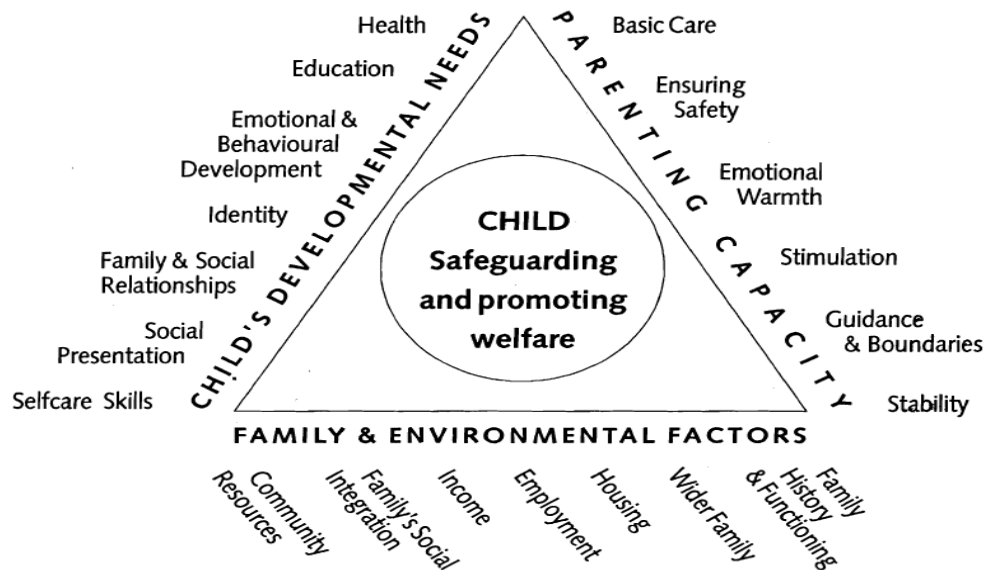 Health
Education
Emotional &
Behavioural
Development
Identity
Family & Social
Relationships
Social
Presentation
Selfcare Skills
CHILD'S DEVELOPMENTAL NEEDS
CHILD
Safeguarding
and promoting
welfare
PARENTING CAPACITY
Basic Care
Ensuring
Safety
Emotional
Warmth
Stimulation
Guidance
& Boundaries
Stability
FAMILY & ENVIRONMENTAL FACTORS
Community
Resources
Family's Social
Integration
Income
Employment
Housing
Wider Family
Family
History
& Functioning